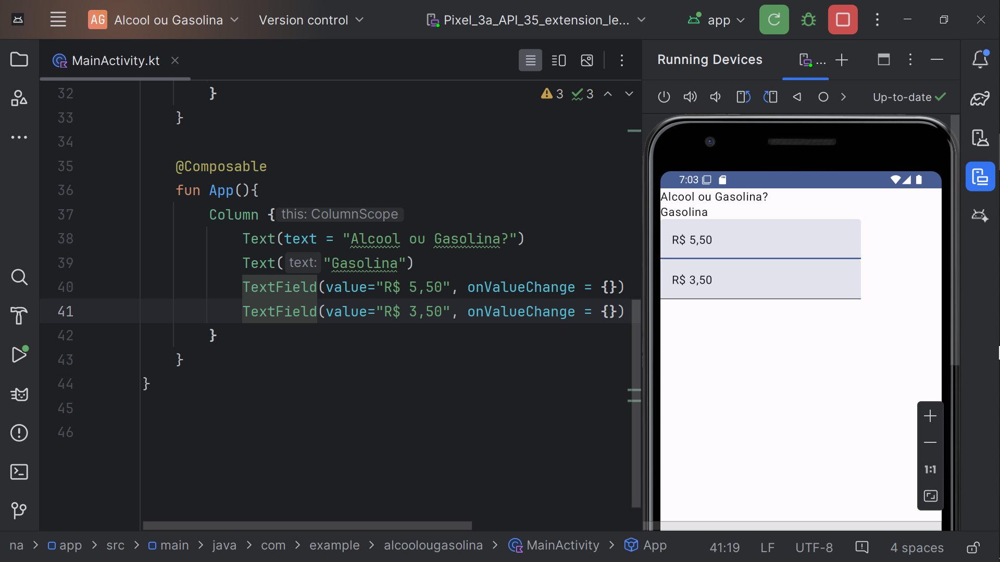 AG Alcool ou Gasolina Version control Pixel_3a_API_35_extension_le... app
MainActivity.kt
Running Devices ...
3 3
Up-to-date
32 }
33 }
34
35 @Composable
36 fun App(){
37 Column { this: ColumnScope
38 Text(text = "Alcool ou Gasolina?")
39 Text( text: "Gasolina")
40 TextField(value="R$ 5,50", onValueChange = {})
41 TextField(value="R$ 3,50", onValueChange = {})
42 }
43 }
44 }
45
46
7:03
Alcool ou Gasolina?
Gasolina
R$ 5,50
R$ 3,50
1:1
na > app > src > main > java > com > example > alcoolougasolina > MainActivity > App 41:19 LF UTF-8 4 spaces